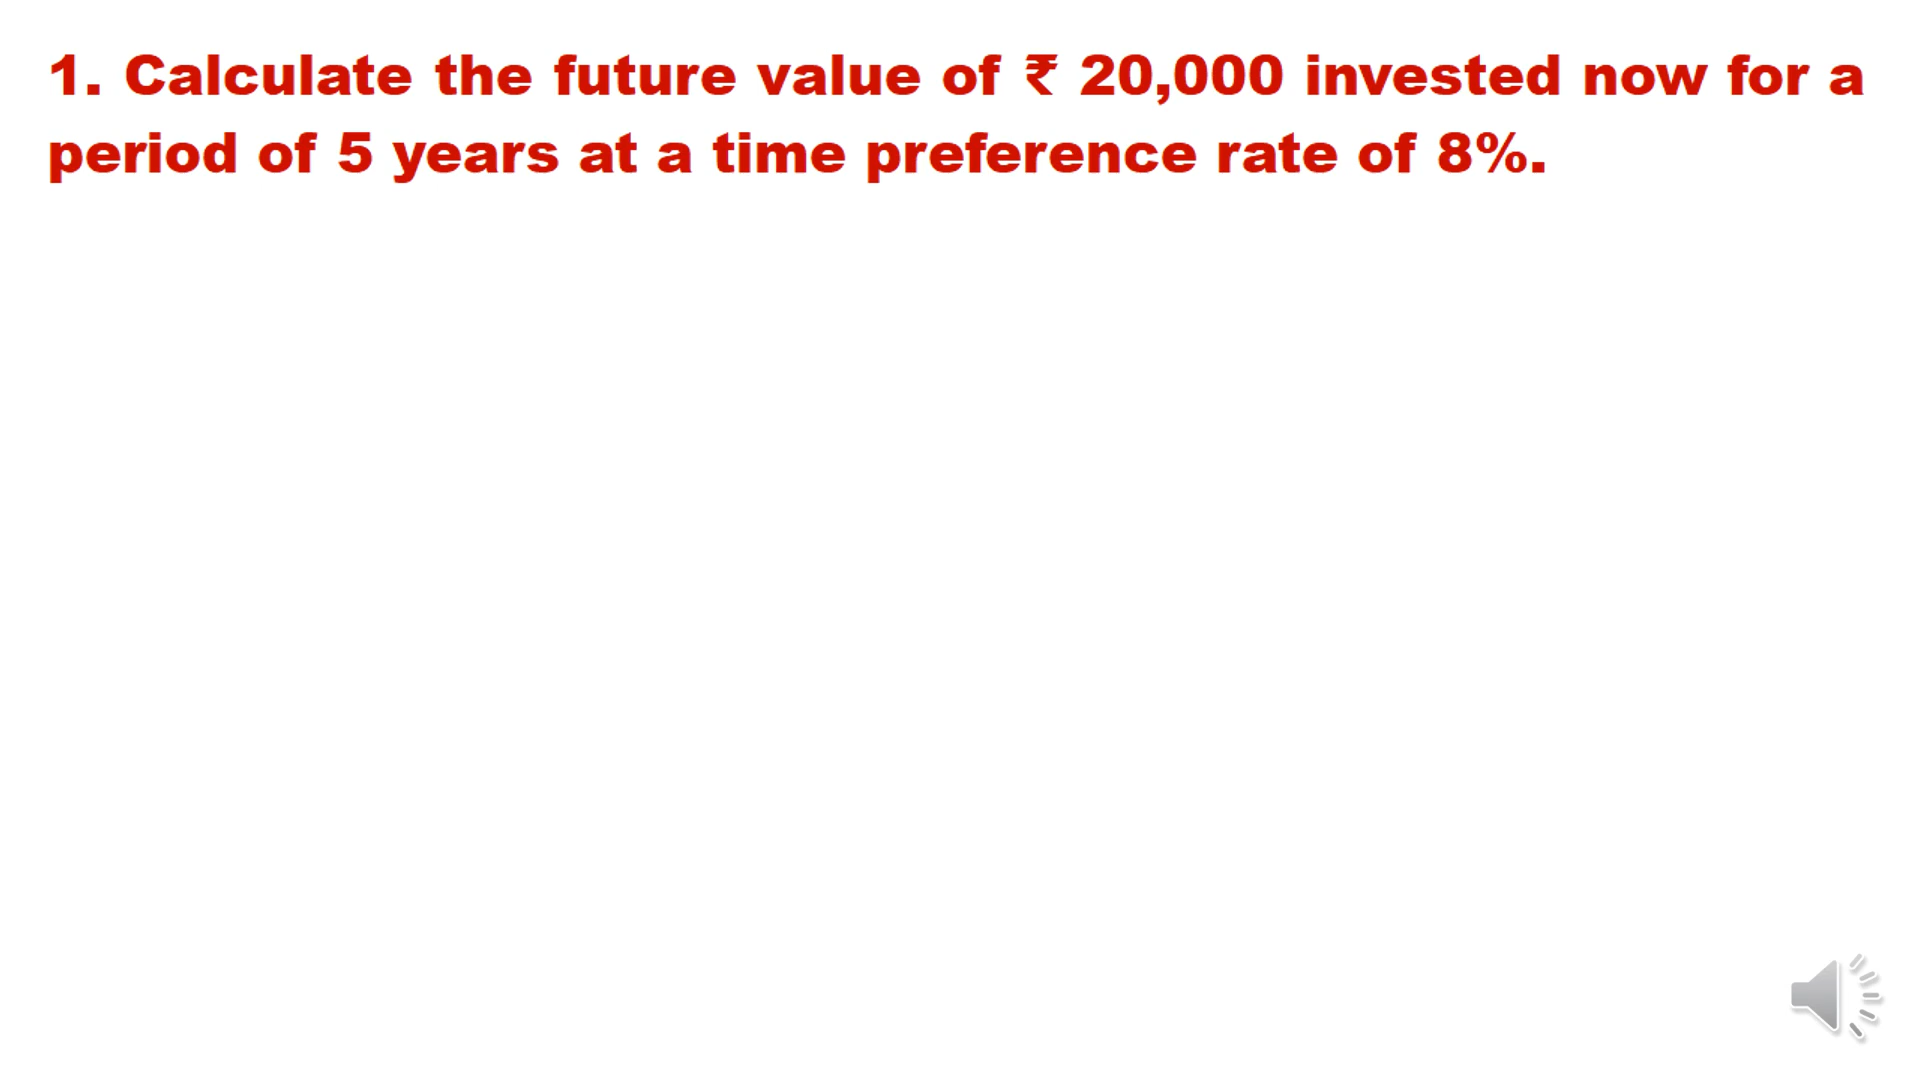 1. Calculate the future value of ₹ 20,000 invested now for a
period of 5 years at a time preference rate of 8%.